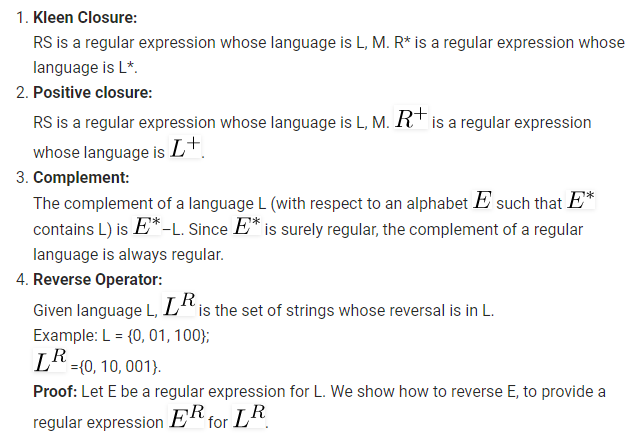 1. Kleen Closure:
RS is a regular expression whose language is L, M. R* is a regular expression whose
language is L*.
2. Positive closure:
RS is a regular expression whose language is L, M. R⁺ is a regular expression
whose language is L⁺.
3. Complement:
The complement of a language L (with respect to an alphabet E such that E*
contains L) is E*–L. Since E* is surely regular, the complement of a regular
language is always regular.
4. Reverse Operator:
Given language L, Lᴿ is the set of strings whose reversal is in L.
Example: L = {0, 01, 100};
Lᴿ ={0, 10, 001}.
Proof: Let E be a regular expression for L. We show how to reverse E, to provide a
regular expression Eᴿ for Lᴿ.